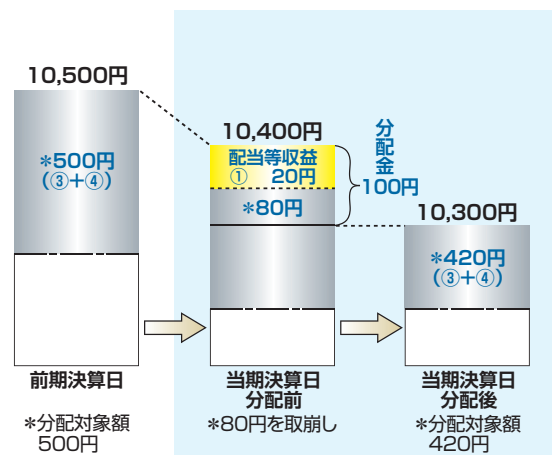 10,500円
*500円
(③+④)
前期決算日
*分配対象額
500円
10,400円
配当等収益
① 20円
*80円
分配金
100円
当期決算日
分配前
*80円を取崩し
10,300円
*420円
(③+④)
当期決算日
分配後
*分配対象額
420円